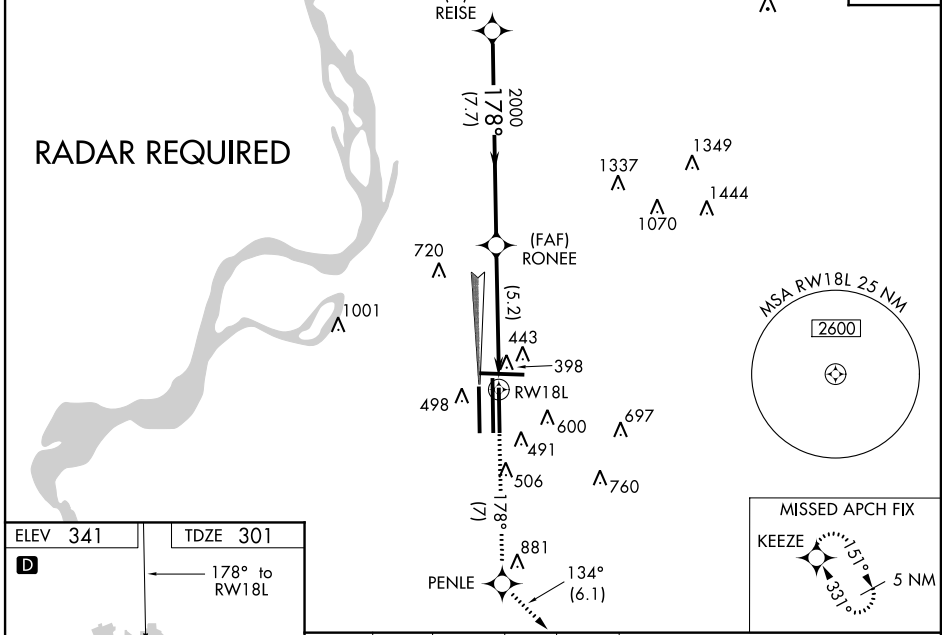 REISE
2000
178°
(7.7)
RADAR REQUIRED
1349
1337
1444
1070
(FAF)
RONEE
720
(5.2)
MSA RW18L 25 NM
1001
2600
443
398
RW18L
498
600
697
491
506
760
178°
(7)
MISSED APCH FIX
ELEV 341
TDZE 301
KEEZE
151°
D
881
178° to
RW18L
134°
(6.1)
5 NM
PENLE
331°